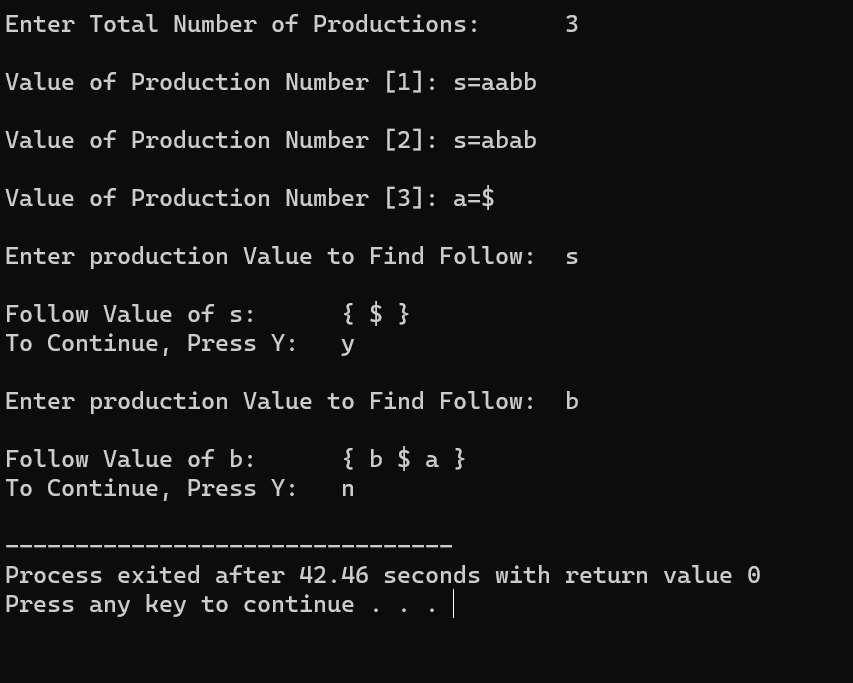 Enter Total Number of Productions: 3
Value of Production Number [1]: s=aabb
Value of Production Number [2]: s=abab
Value of Production Number [3]: a=$
Enter production Value to Find Follow: s
Follow Value of s: { $ }
To Continue, Press Y: y
Enter production Value to Find Follow: b
Follow Value of b: { b $ a }
To Continue, Press Y: n
--------------------------------
Process exited after 42.46 seconds with return value 0
Press any key to continue . . .